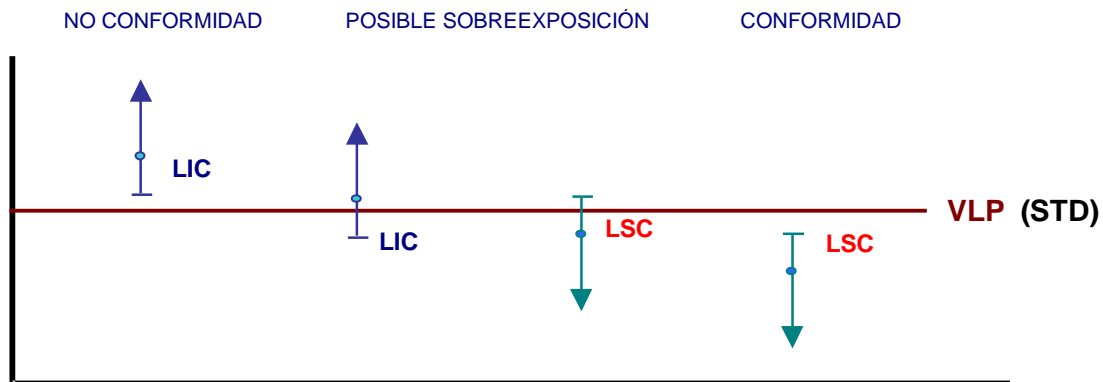 NO CONFORMIDAD POSIBLE SOBREEXPOSICIÓN CONFORMIDAD
LIC
VLP (STD)
LSC
LSC
LIC